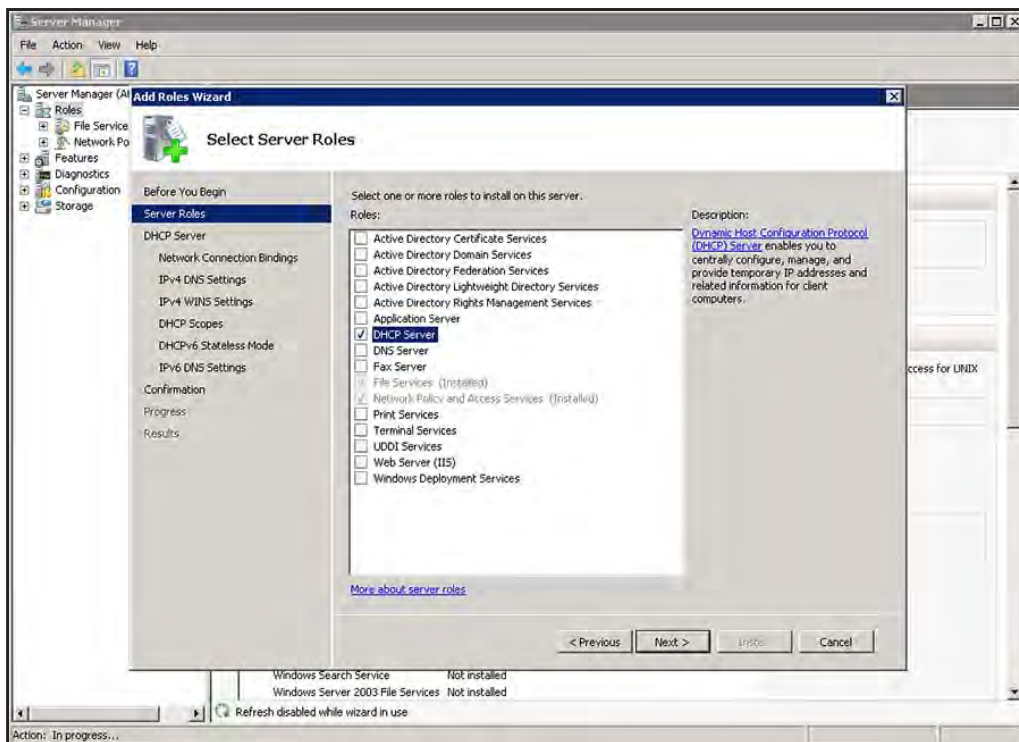 Server Manager
File Action View Help
Server Manager (Al
Roles
File Service
Network Po
Features
Diagnostics
Configuration
Storage
Add Roles Wizard
Select Server Roles
Before You Begin
Server Roles
DHCP Server
Network Connection Bindings
IPv4 DNS Settings
IPv4 WINS Settings
DHCP Scopes
DHCPv6 Stateless Mode
IPv6 DNS Settings
Confirmation
Progress
Results
Select one or more roles to install on this server.
Roles:
Active Directory Certificate Services
Active Directory Domain Services
Active Directory Federation Services
Active Directory Lightweight Directory Services
Active Directory Rights Management Services
Application Server
DHCP Server
DNS Server
Fax Server
File Services (Installed)
Network Policy and Access Services (Installed)
Print Services
Terminal Services
UDDI Services
Web Server (IIS)
Windows Deployment Services
More about server roles
Description:
Dynamic Host Configuration Protocol
(DHCP) Server enables you to
centrally configure, manage, and
provide temporary IP addresses and
related information for client
computers.
ccess for UNIX
< Previous Next > Install Cancel
Windows Search Service Not installed
Windows Server 2003 File Services Not installed
Refresh disabled while wizard in use
Action: In progress...